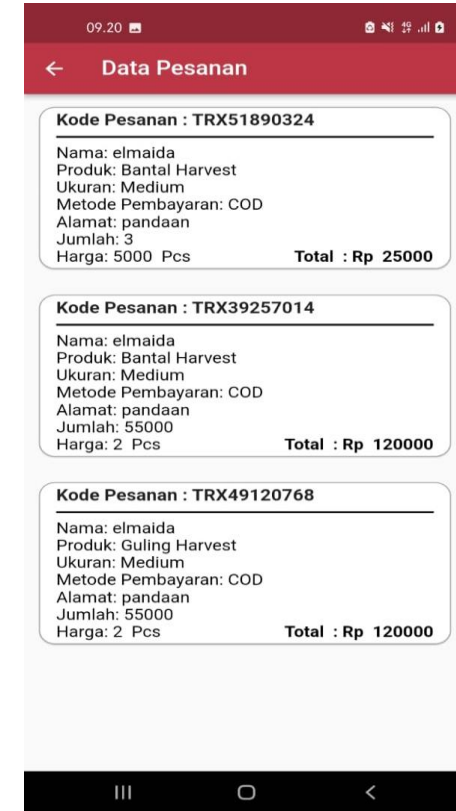 09.20
Data Pesanan
Kode Pesanan : TRX51890324
Nama: elmaida
Produk: Bantal Harvest
Ukuran: Medium
Metode Pembayaran: COD
Alamat: pandaan
Jumlah: 3
Harga: 5000 Pcs Total : Rp 25000
Kode Pesanan : TRX39257014
Nama: elmaida
Produk: Bantal Harvest
Ukuran: Medium
Metode Pembayaran: COD
Alamat: pandaan
Jumlah: 55000
Harga: 2 Pcs Total : Rp 120000
Kode Pesanan : TRX49120768
Nama: elmaida
Produk: Guling Harvest
Ukuran: Medium
Metode Pembayaran: COD
Alamat: pandaan
Jumlah: 55000
Harga: 2 Pcs Total : Rp 120000